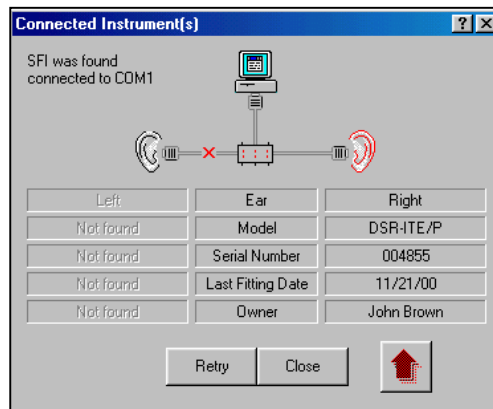 Connected Instrument(s)
SFI was found
connected to COM1
Left Ear Right
Not found Model DSR-ITE/P
Not found Serial Number 004855
Not found Last Fitting Date 11/21/00
Not found Owner John Brown
Retry Close